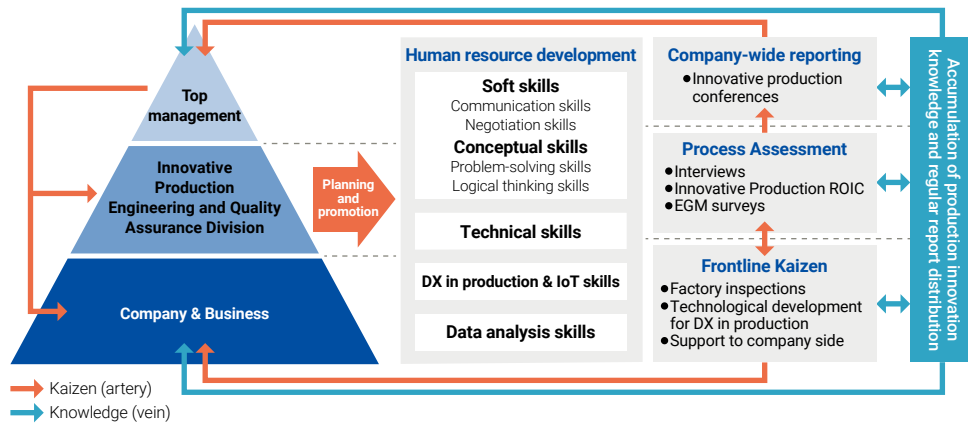 Top
management
Innovative
Production
Engineering and Quality
Assurance Division
Company & Business
Planning
and
promotion
Human resource development
Soft skills
Communication skills
Negotiation skills
Conceptual skills
Problem-solving skills
Logical thinking skills
Technical skills
DX in production & IoT skills
Data analysis skills
Company-wide reporting
●Innovative production
conferences
Process Assessment
●Interviews
●Innovative Production ROIC
●EGM surveys
Frontline Kaizen
●Factory inspections
●Technological development
for DX in production
●Support to company side
Accumulation of production innovation
knowledge and regular report distribution
Kaizen (artery)
Knowledge (vein)